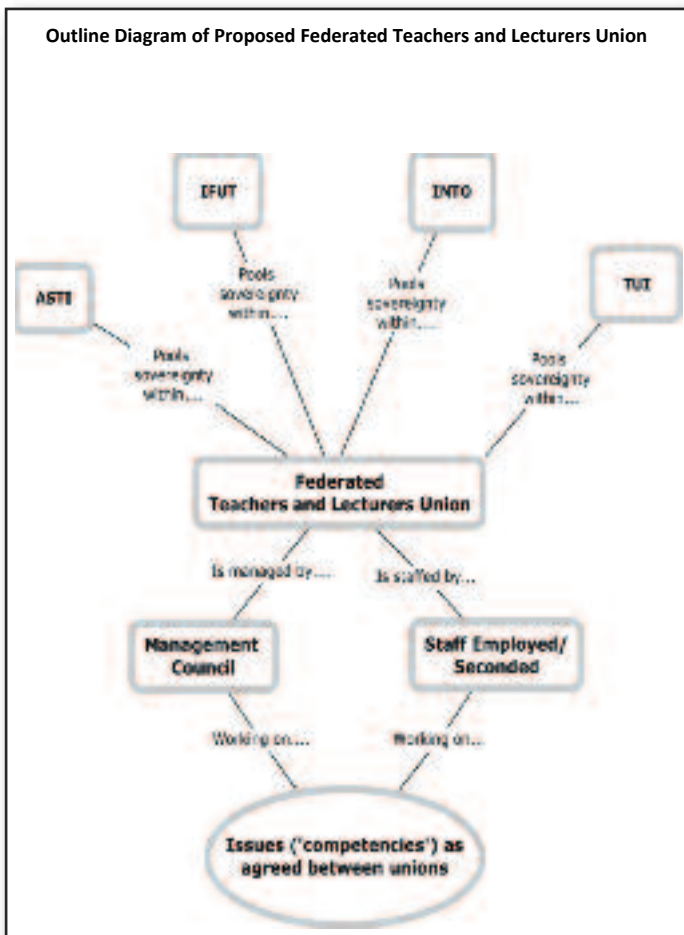 Outline Diagram of Proposed Federated Teachers and Lecturers Union
IFUT
INTO
ASTI
TUI
Pools
sovereignty
within....
Pools
sovereignty
within....
Pools
sovereignty
within....
Pools
sovereignty
within....
Federated
Teachers and Lecturers Union
Is managed by....
Is staffed by...
Management
Council
Staff Employed/
Seconded
Working on....
Working on...
Issues ('competencies') as
agreed between unions